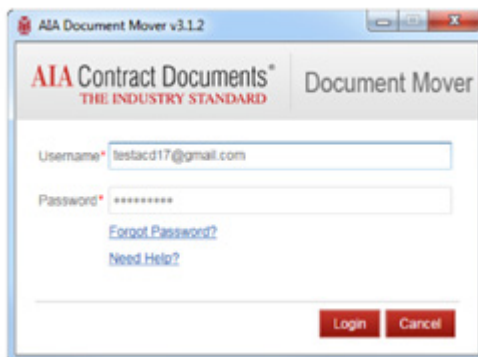 AIA Document Mover v3.1.2
AIA Contract Documents® Document Mover
THE INDUSTRY STANDARD
Username* testacd17@gmail.com
Password* *********
Forgot Password?
Need Help?
Login Cancel